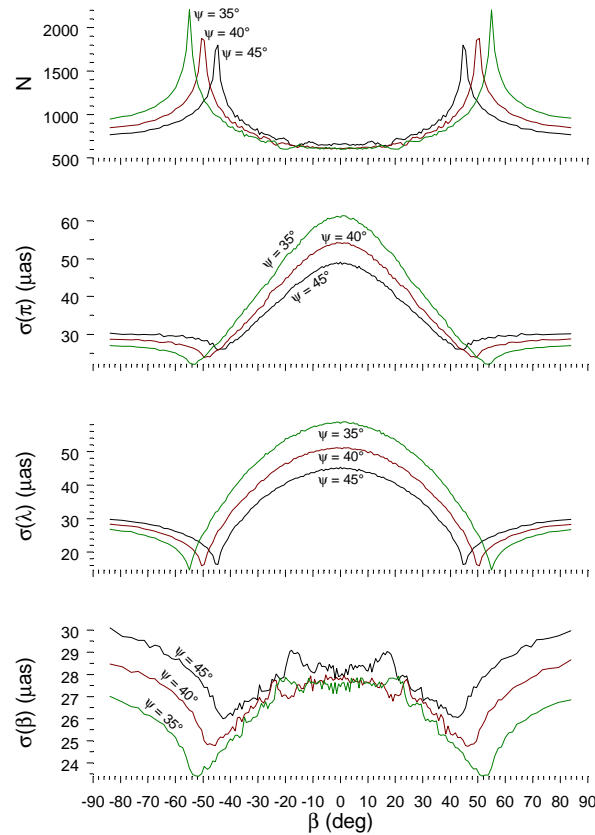 2000
1500
1000
500
N
ψ = 35°
ψ = 40°
ψ = 45°
60
50
40
30
σ(π) (μas)
ψ = 35°
ψ = 40°
ψ = 45°
50
40
30
20
σ(λ) (μas)
ψ = 35°
ψ = 40°
ψ = 45°
30
29
28
27
26
25
24
σ(β) (μas)
ψ = 45°
ψ = 40°
ψ = 35°
-90 -80 -70 -60 -50 -40 -30 -20 -10 0 10 20 30 40 50 60 70 80 90
β (deg)